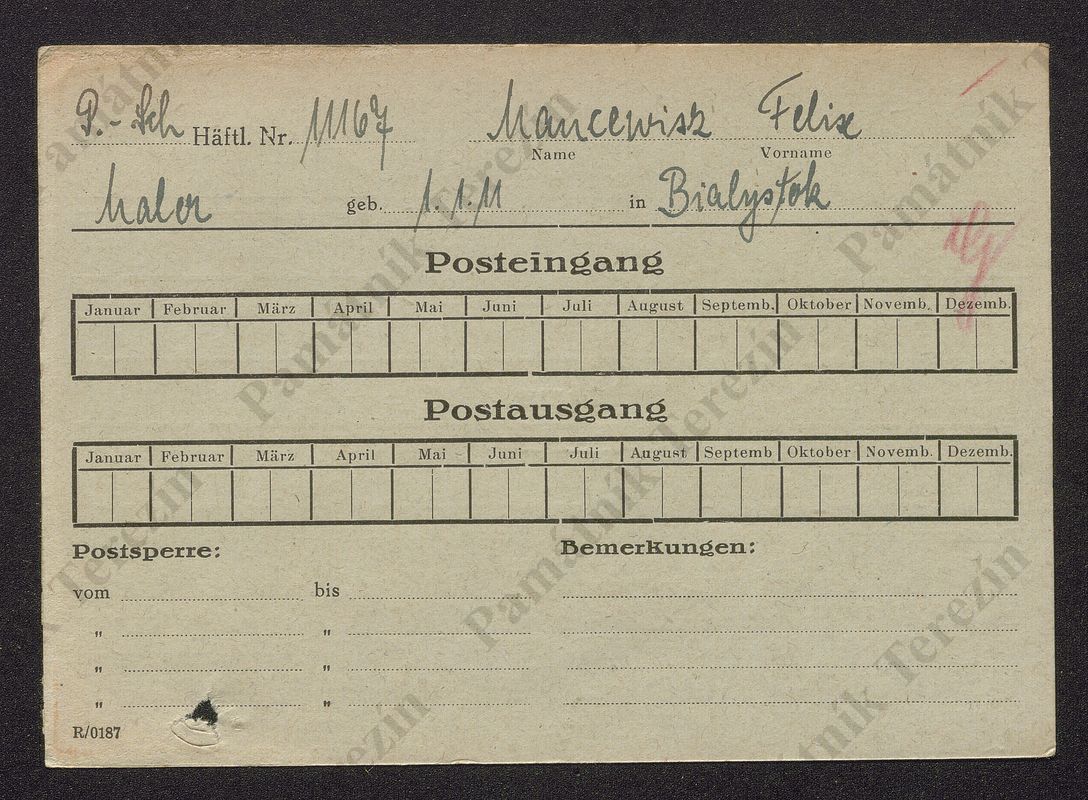 P.-Sch Häftl. Nr. 11167 Mancewisz Felix
Name Vorname
Maler geb. 1.1.11 in Bialystok
Posteingang
Januar Februar März April Mai Juni Juli August Septemb. Oktober Novemb. Dezemb.
Postausgang
Januar Februar März April Mai Juni Juli August Septemb Oktober Novemb. Dezemb.
Postsperre: Bemerkungen:
vom bis
" "
" "
" "
R/0187
Památník Terezín